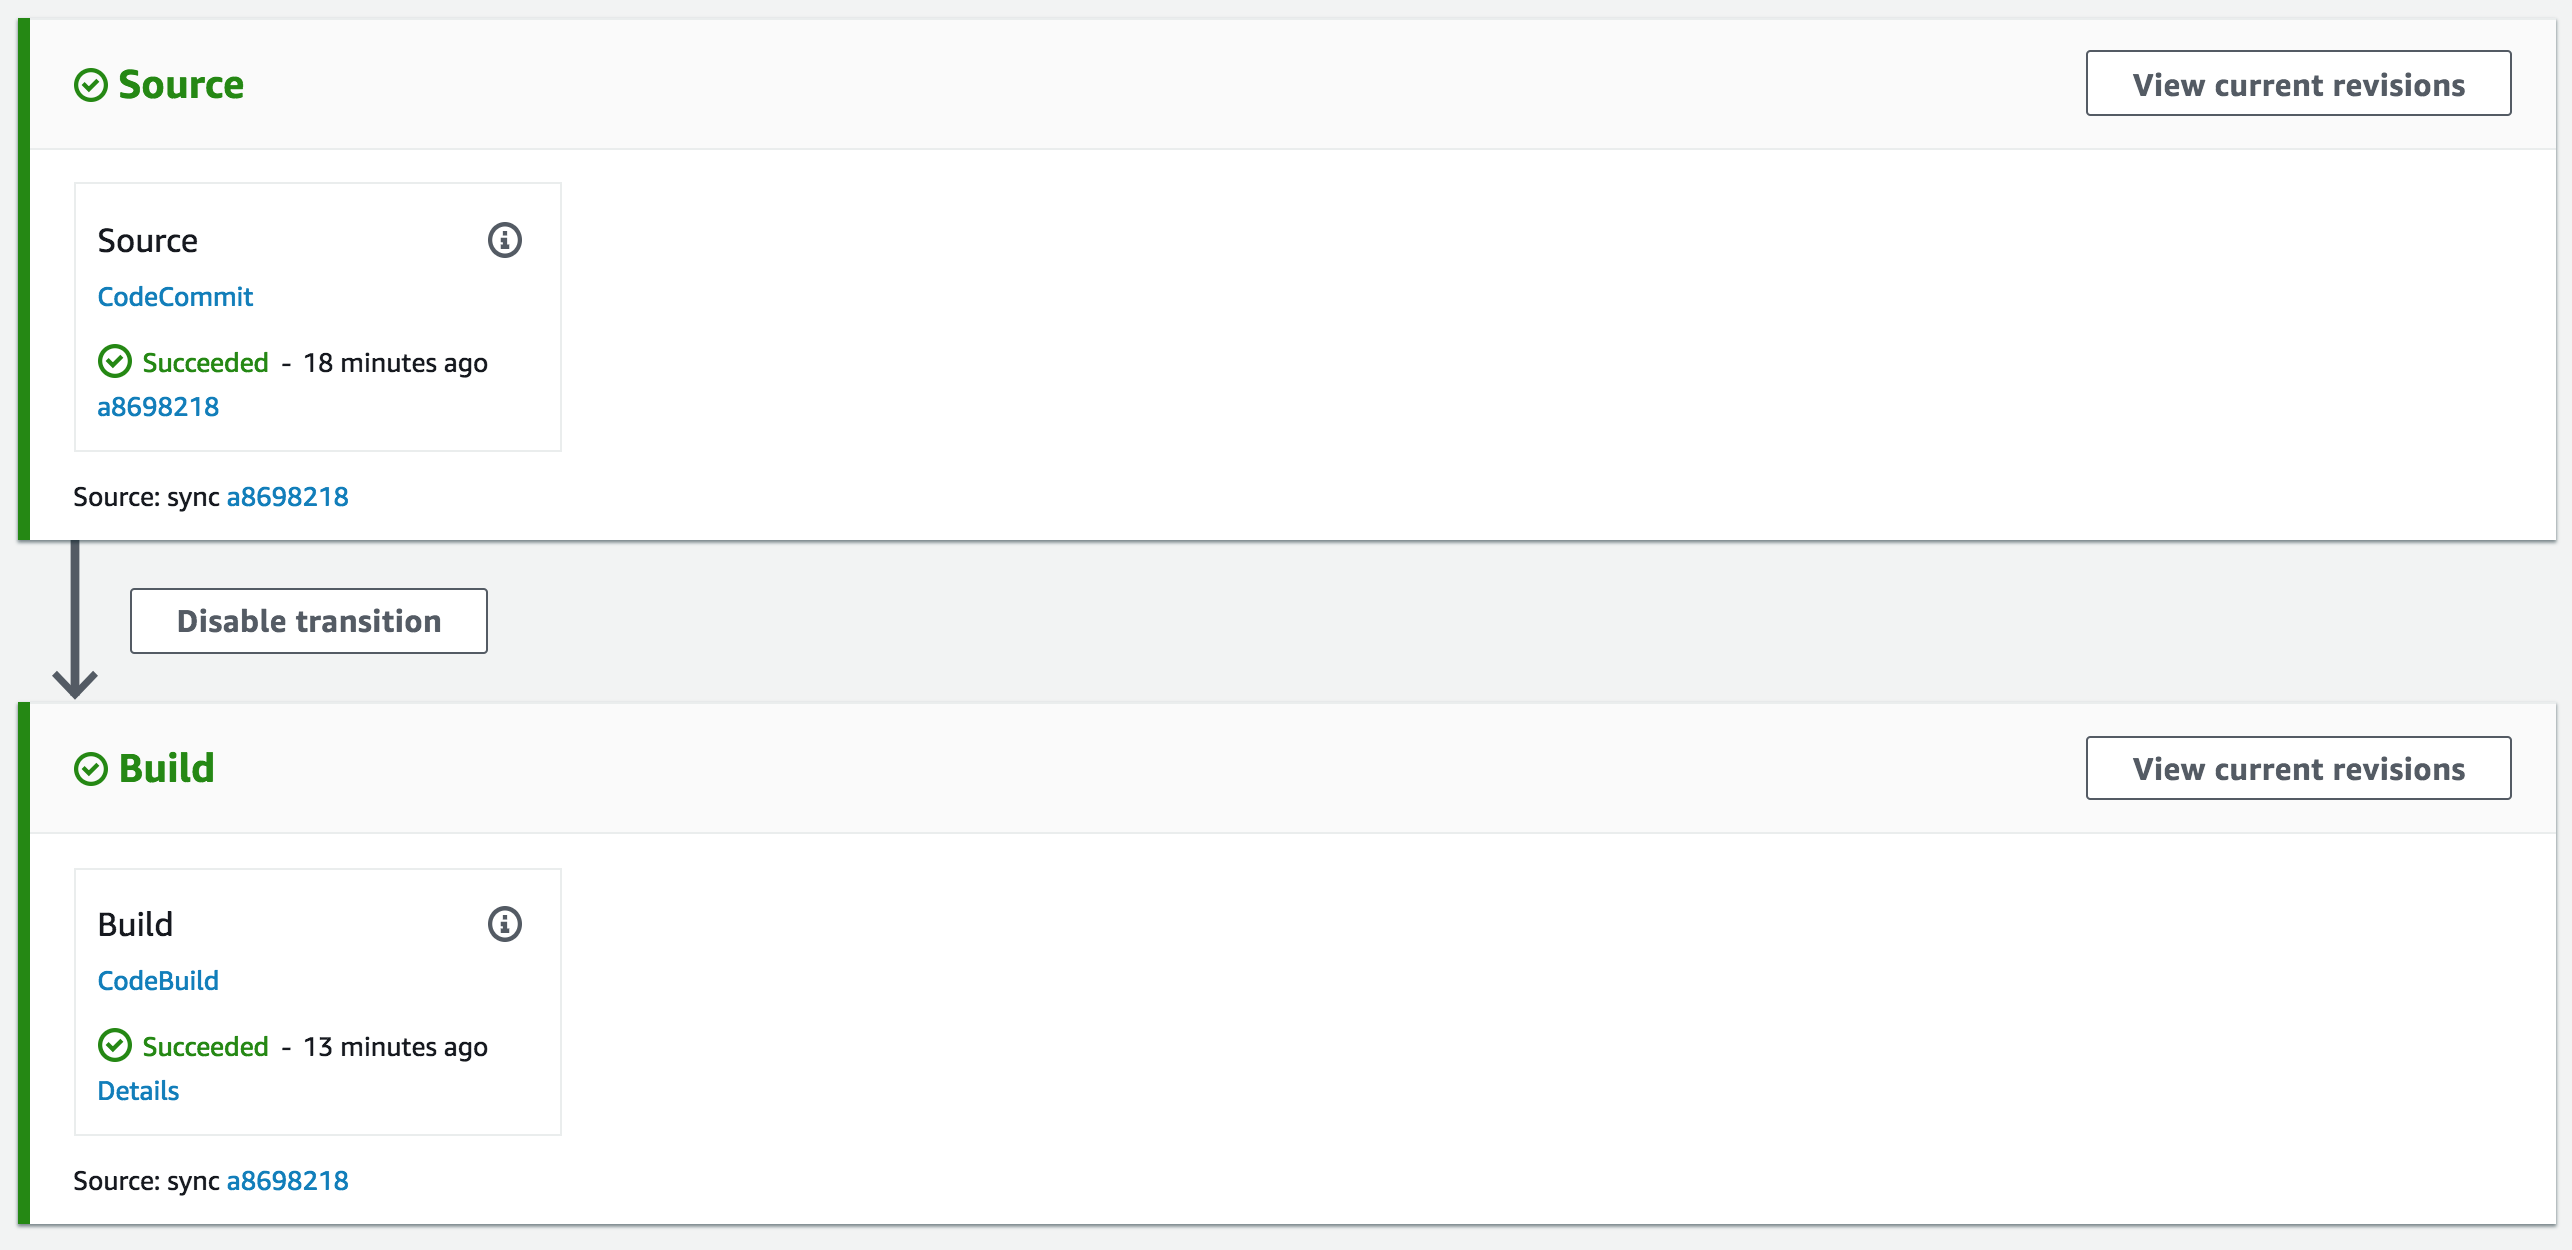 Source
View current revisions
Source
CodeCommit
Succeeded - 18 minutes ago
a8698218
Source: sync a8698218
Disable transition
Build
View current revisions
Build
CodeBuild
Succeeded - 13 minutes ago
Details
Source: sync a8698218